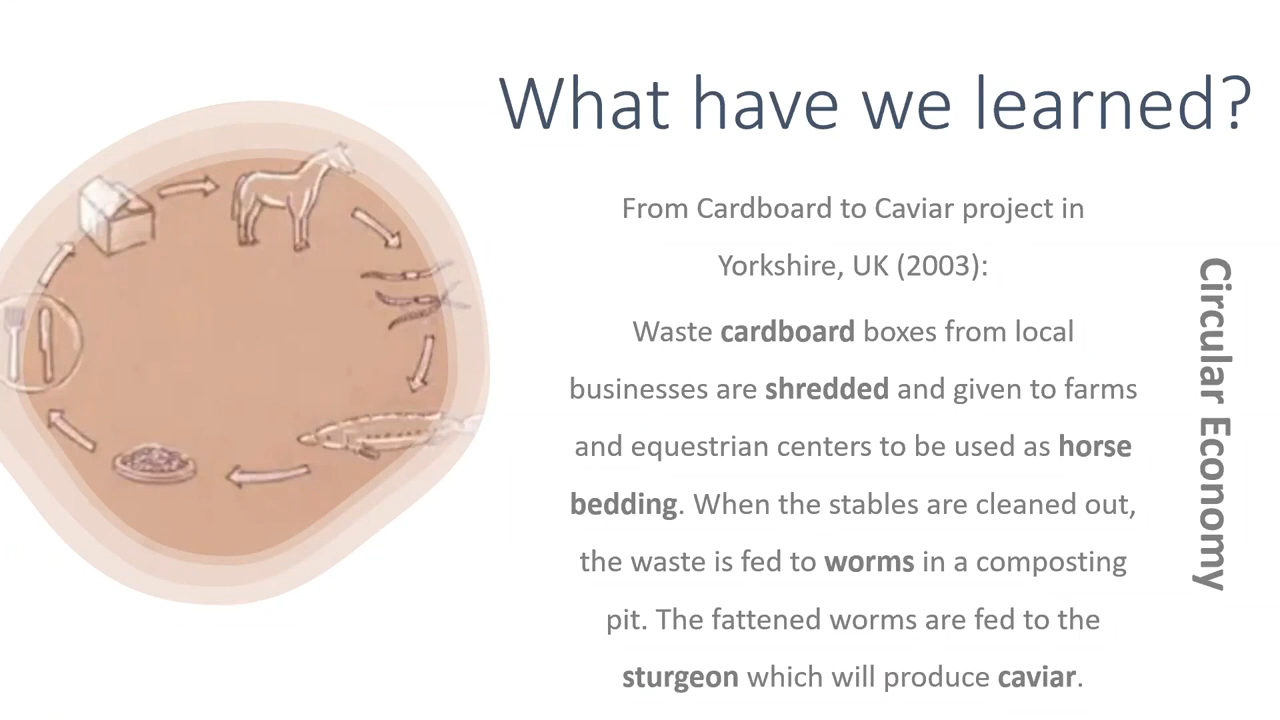 What have we learned?
From Cardboard to Caviar project in
Yorkshire, UK (2003):
Waste cardboard boxes from local
businesses are shredded and given to farms
and equestrian centers to be used as horse
bedding. When the stables are cleaned out,
the waste is fed to worms in a composting
pit. The fattened worms are fed to the
sturgeon which will produce caviar.
Circular Economy